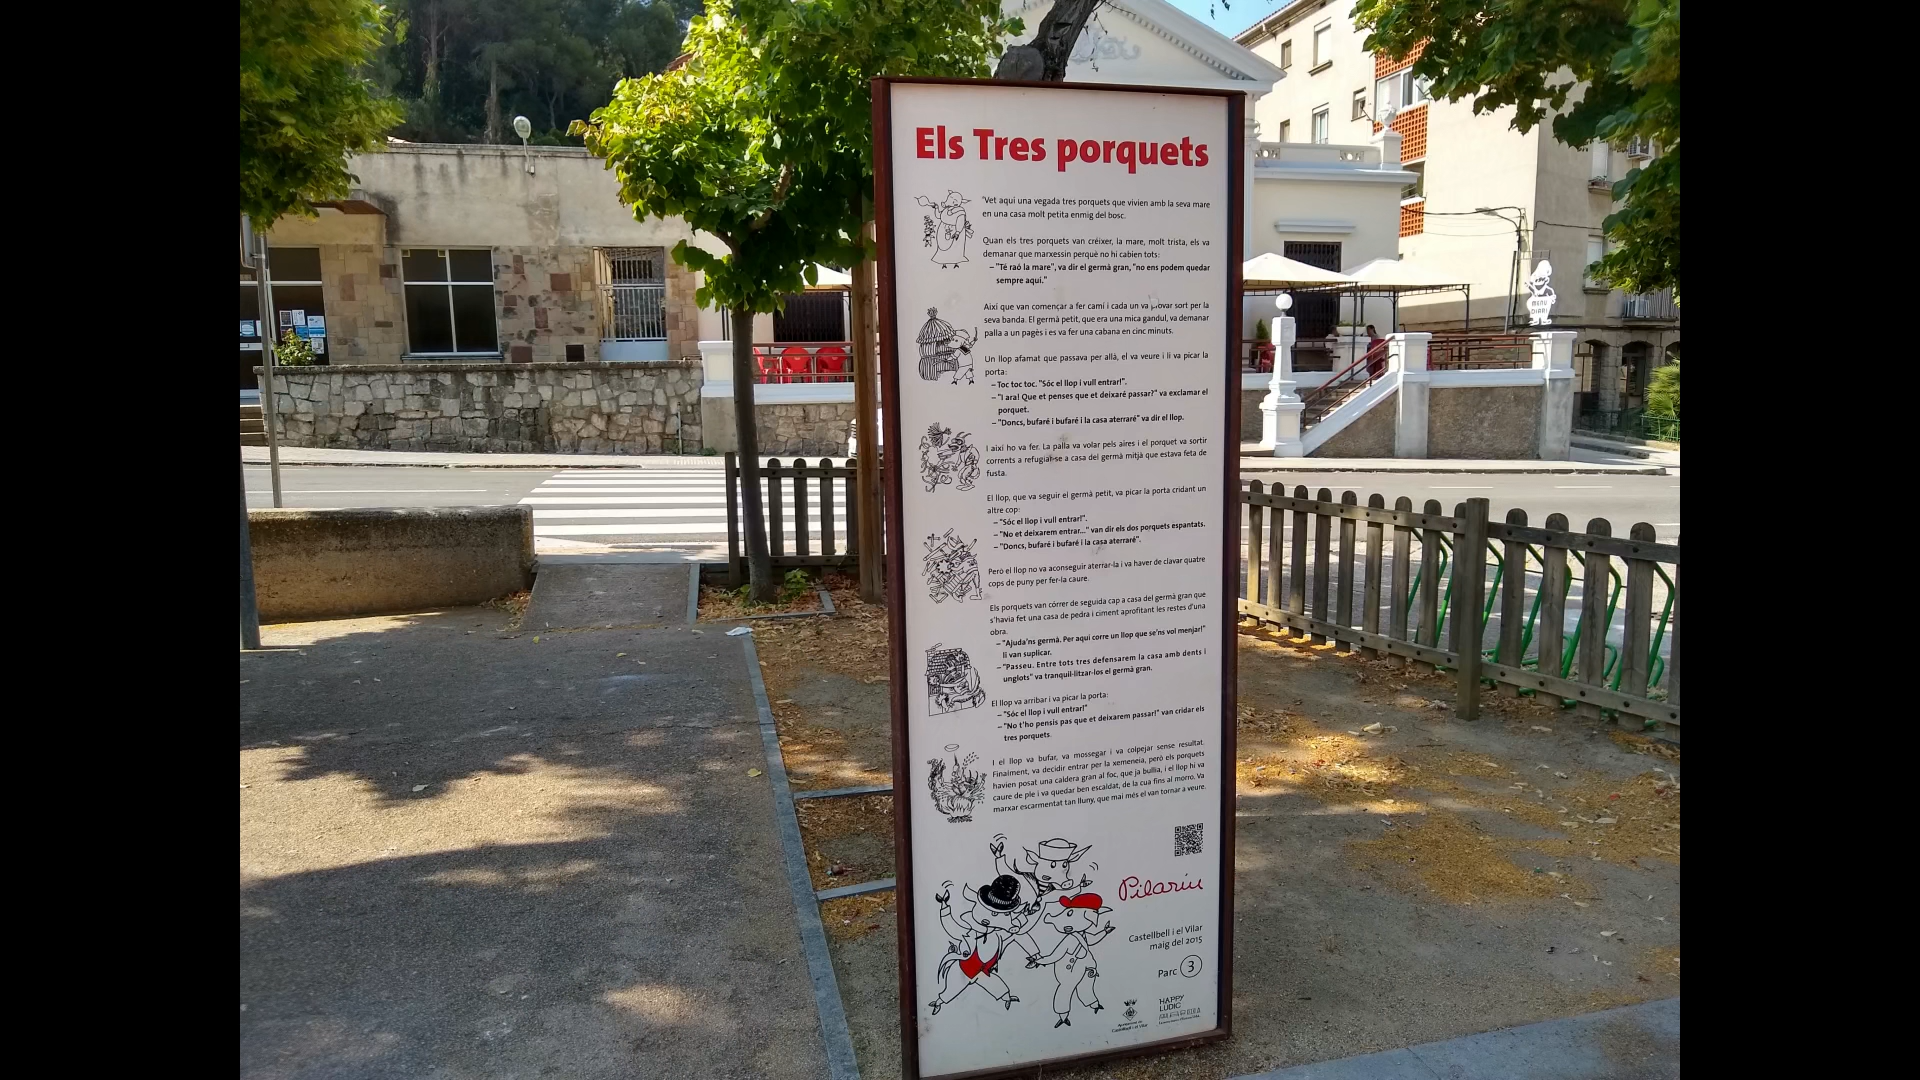 Els Tres porquets
"Vet aquí una vegada tres porquets que vivien amb la seva mare
en una casa molt petita enmig del bosc.
Quan els tres porquets van créixer, la mare, molt trista, els va
demanar que marxessin perquè no hi cabien tots:
– "Té raó la mare", va dir el germà gran, "no ens podem quedar
sempre aquí."
Així que van començar a fer camí i cada un va provar sort per la
seva banda. El germà petit, que era una mica gandul, va demanar
palla a un pagès i es va fer una cabana en cinc minuts.
Un llop afamat que passava per allà, el va veure i li va picar la
porta:
– Toc toc toc. "Sóc el llop i vull entrar!".
– "I ara! Que et penses que et deixaré passar?" va exclamar el
porquet.
– "Doncs, bufaré i bufaré i la casa aterraré" va dir el llop.
I així ho va fer. La palla va volar pels aires i el porquet va sortir
corrents a refugiar-se a casa del germà mitjà que estava feta de
fusta.
El llop, que va seguir el germà petit, va picar la porta cridant un
altre cop:
– "Sóc el llop i vull entrar!".
– "No et deixarem entrar..." van dir els dos porquets espantats.
– "Doncs, bufaré i bufaré i la casa aterraré".
Però el llop no va aconseguir aterrar-la i va haver de clavar quatre
cops de puny per fer-la caure.
Els porquets van córrer de seguida cap a casa del germà gran que
s'havia fet una casa de pedra i ciment aprofitant les restes d'una
obra.
– "Ajuda'ns germà. Per aquí corre un llop que se'ns vol menjar!"
li van suplicar.
– "Passeu. Entre tots tres defensarem la casa amb dents i
unglots" va tranquil·litzar-los el germà gran.
El llop va arribar i va picar la porta:
– "Sóc el llop i vull entrar!"
– "No t'ho pensis pas que et deixarem passar!" van cridar els
tres porquets.
I el llop va bufar, va mossegar i va colpejar sense resultat.
Finalment, va decidir entrar per la xemeneia, però els porquets
havien posat una caldera gran al foc, que ja bullia, i el llop hi va
caure de ple i va quedar ben escaldat, de la cua fins al morro. Va
marxar escarmentat tan lluny, que mai més el van tornar a veure.
Pilarin
Castellbell i el Vilar
maig del 2015
Parc 3
Ajuntament de
Castellbell i el Vilar
HAPPY
LUDIC
MENÚ
DIARI